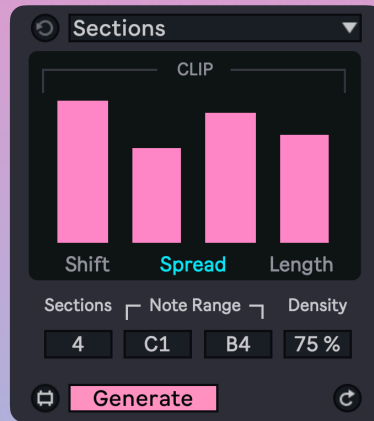 Sections
CLIP
Shift Spread Length
Sections Note Range Density
4 C1 B4 75 %
Generate